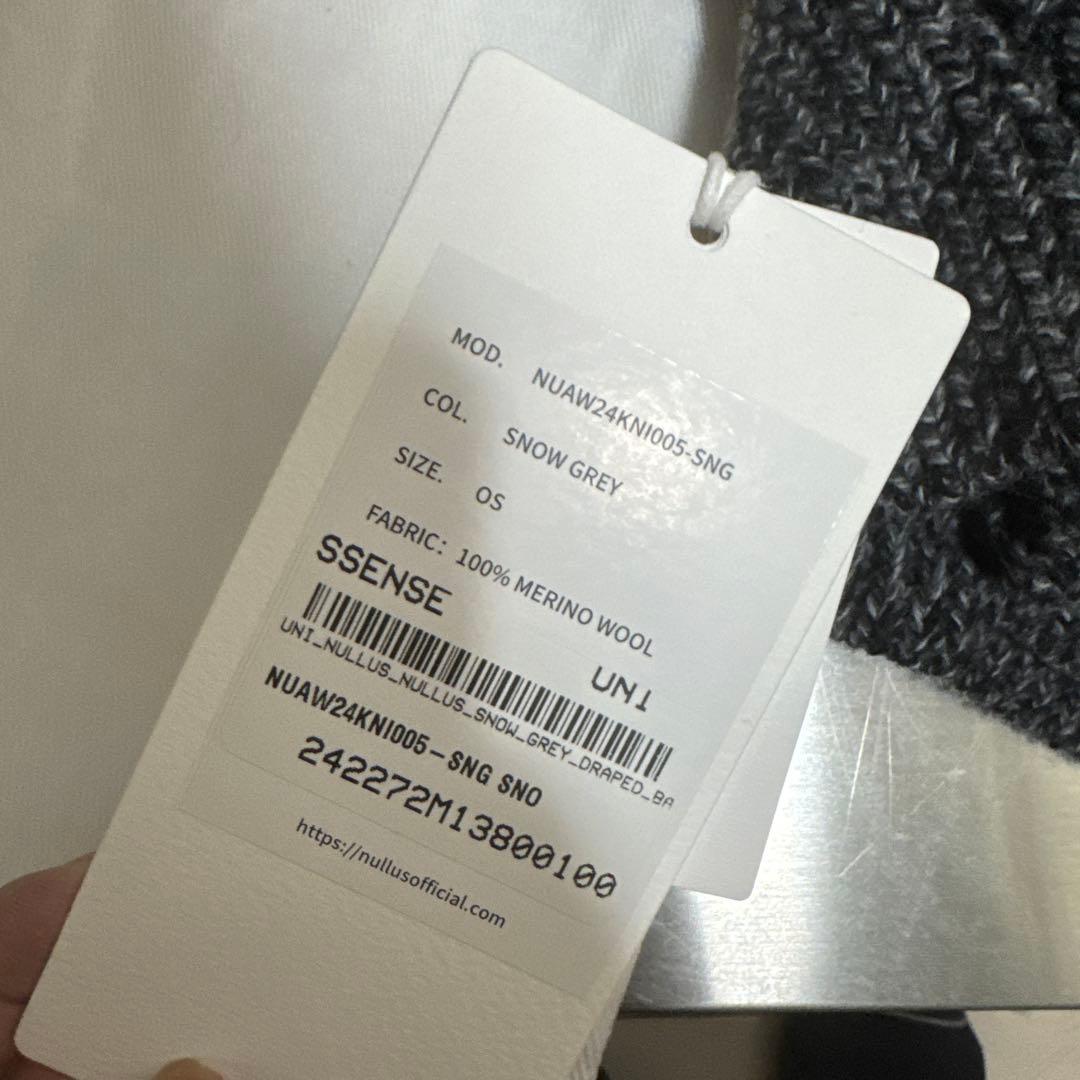 MOD. NUAW24KNI005-SNG
COL. SNOW GREY
SIZE. OS
FABRIC: 100% MERINO WOOL
SSENSE UNI
UNI_NULLUS_NULLUS_SNOW_GREY_DRAPED_BA
NUAW24KNI005-SNG SNO
242272M13800100
https://nullusofficial.com